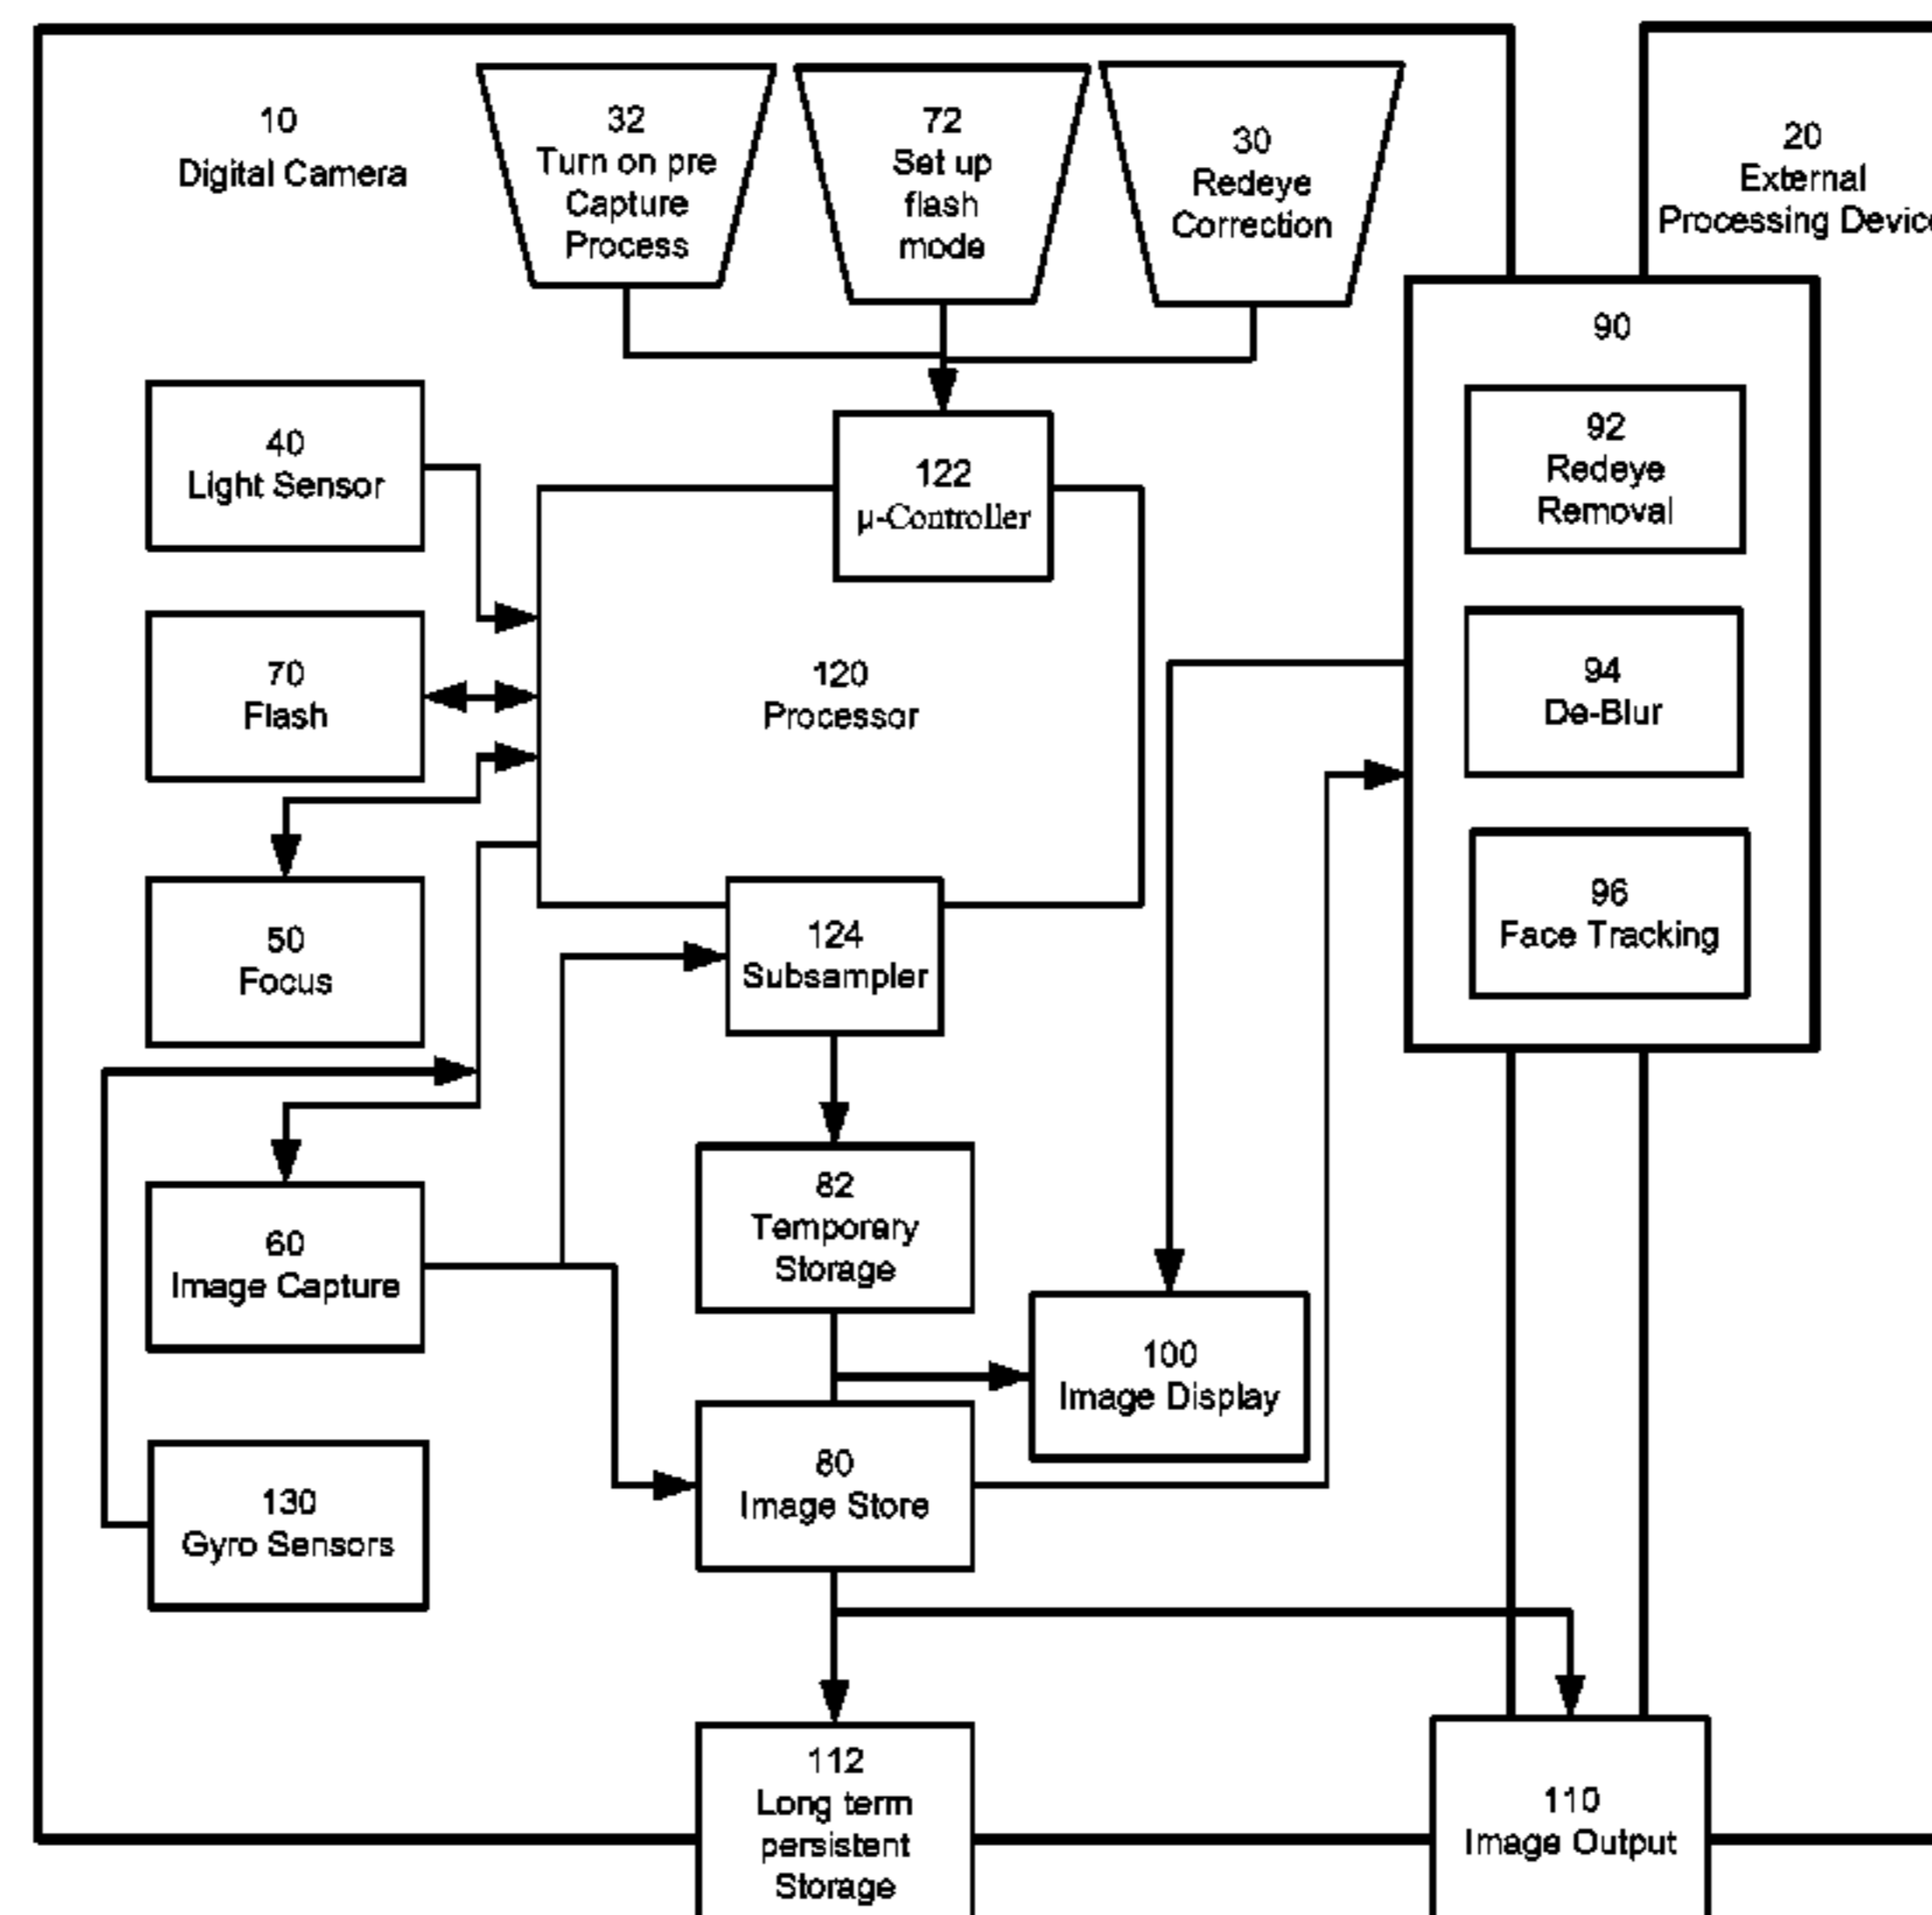 10
Digital Camera
32
Turn on pre
Capture
Process
72
Set up
flash
mode
30
Redeye
Correction
20
External
Processing Device
90
40
Light Sensor
122
µ-Controller
92
Redeye
Removal
70
Flash
120
Processor
94
De-Blur
50
Focus
124
Subsampler
96
Face Tracking
82
Temporary
Storage
60
Image Capture
100
Image Display
80
Image Store
130
Gyro Sensors
112
Long term
persistent
Storage
110
Image Output